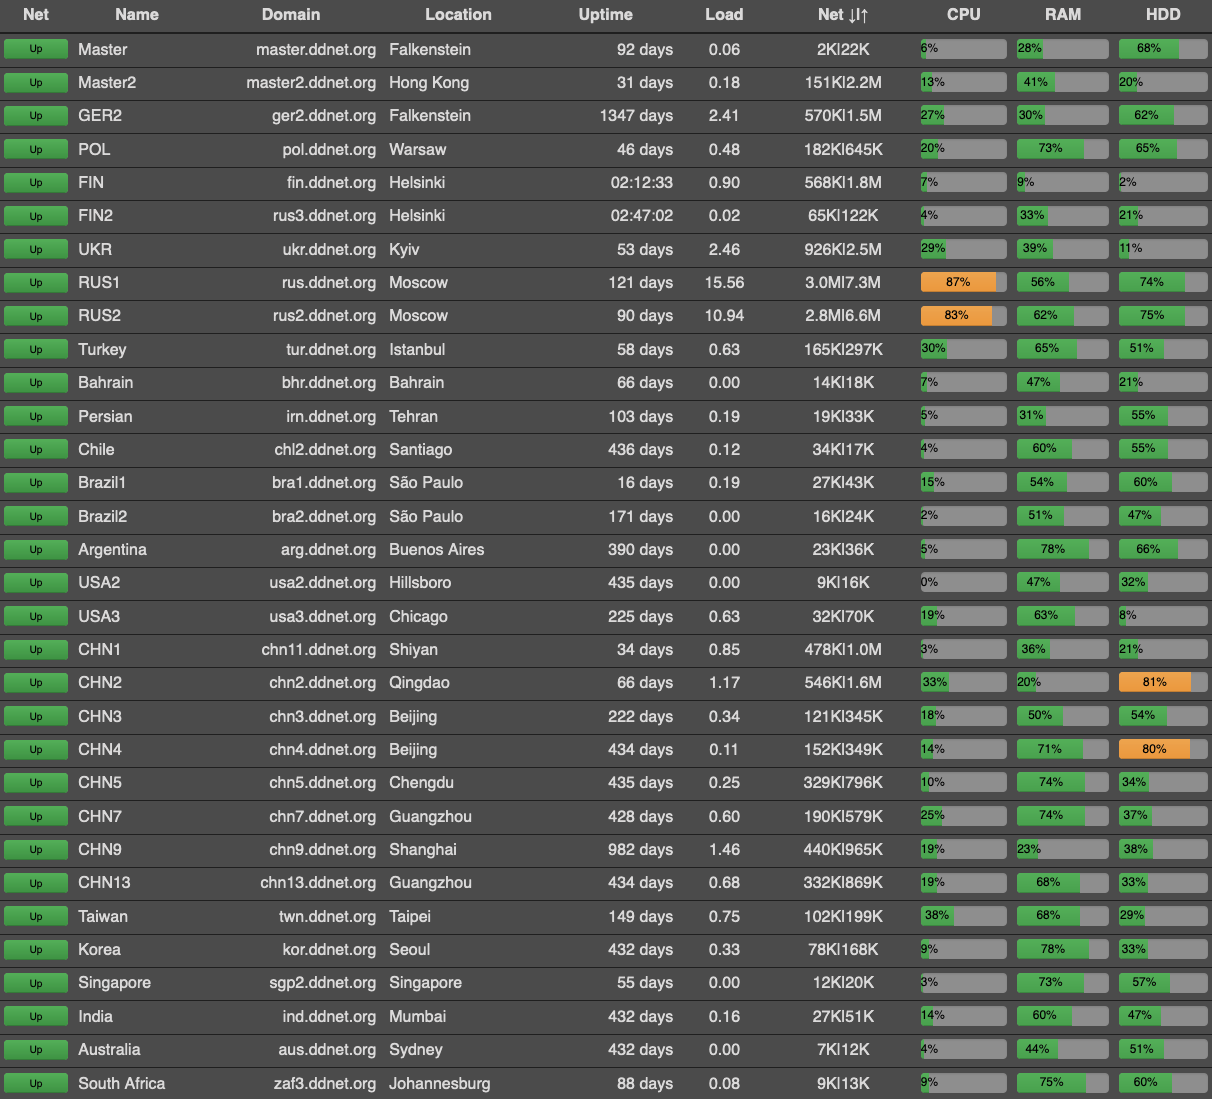 Net Name Domain Location Uptime Load Net ↓|↑ CPU RAM HDD
Up Master master.ddnet.org Falkenstein 92 days 0.06 2K|22K 6% 28% 68%
Up Master2 master2.ddnet.org Hong Kong 31 days 0.18 151K|2.2M 13% 41% 20%
Up GER2 ger2.ddnet.org Falkenstein 1347 days 2.41 570K|1.5M 27% 30% 62%
Up POL pol.ddnet.org Warsaw 46 days 0.48 182K|645K 20% 73% 65%
Up FIN fin.ddnet.org Helsinki 02:12:33 0.90 568K|1.8M 7% 9% 2%
Up FIN2 rus3.ddnet.org Helsinki 02:47:02 0.02 65K|122K 4% 33% 21%
Up UKR ukr.ddnet.org Kyiv 53 days 2.46 926K|2.5M 29% 39% 11%
Up RUS1 rus.ddnet.org Moscow 121 days 15.56 3.0M|7.3M 87% 56% 74%
Up RUS2 rus2.ddnet.org Moscow 90 days 10.94 2.8M|6.6M 83% 62% 75%
Up Turkey tur.ddnet.org Istanbul 58 days 0.63 165K|297K 30% 65% 51%
Up Bahrain bhr.ddnet.org Bahrain 66 days 0.00 14K|18K 7% 47% 21%
Up Persian irn.ddnet.org Tehran 103 days 0.19 19K|33K 5% 31% 55%
Up Chile chl2.ddnet.org Santiago 436 days 0.12 34K|17K 4% 60% 55%
Up Brazil1 bra1.ddnet.org São Paulo 16 days 0.19 27K|43K 15% 54% 60%
Up Brazil2 bra2.ddnet.org São Paulo 171 days 0.00 16K|24K 2% 51% 47%
Up Argentina arg.ddnet.org Buenos Aires 390 days 0.00 23K|36K 5% 78% 66%
Up USA2 usa2.ddnet.org Hillsboro 435 days 0.00 9K|16K 0% 47% 32%
Up USA3 usa3.ddnet.org Chicago 225 days 0.63 32K|70K 19% 63% 8%
Up CHN1 chn11.ddnet.org Shiyan 34 days 0.85 478K|1.0M 3% 36% 21%
Up CHN2 chn2.ddnet.org Qingdao 66 days 1.17 546K|1.6M 33% 20% 81%
Up CHN3 chn3.ddnet.org Beijing 222 days 0.34 121K|345K 18% 50% 54%
Up CHN4 chn4.ddnet.org Beijing 434 days 0.11 152K|349K 14% 71% 80%
Up CHN5 chn5.ddnet.org Chengdu 435 days 0.25 329K|796K 10% 74% 34%
Up CHN7 chn7.ddnet.org Guangzhou 428 days 0.60 190K|579K 25% 74% 37%
Up CHN9 chn9.ddnet.org Shanghai 982 days 1.46 440K|965K 19% 23% 38%
Up CHN13 chn13.ddnet.org Guangzhou 434 days 0.68 332K|869K 19% 68% 33%
Up Taiwan twn.ddnet.org Taipei 149 days 0.75 102K|199K 38% 68% 29%
Up Korea kor.ddnet.org Seoul 432 days 0.33 78K|168K 9% 78% 33%
Up Singapore sgp2.ddnet.org Singapore 55 days 0.00 12K|20K 3% 73% 57%
Up India ind.ddnet.org Mumbai 432 days 0.16 27K|51K 14% 60% 47%
Up Australia aus.ddnet.org Sydney 432 days 0.00 7K|12K 4% 44% 51%
Up South Africa zaf3.ddnet.org Johannesburg 88 days 0.08 9K|13K 9% 75% 60%